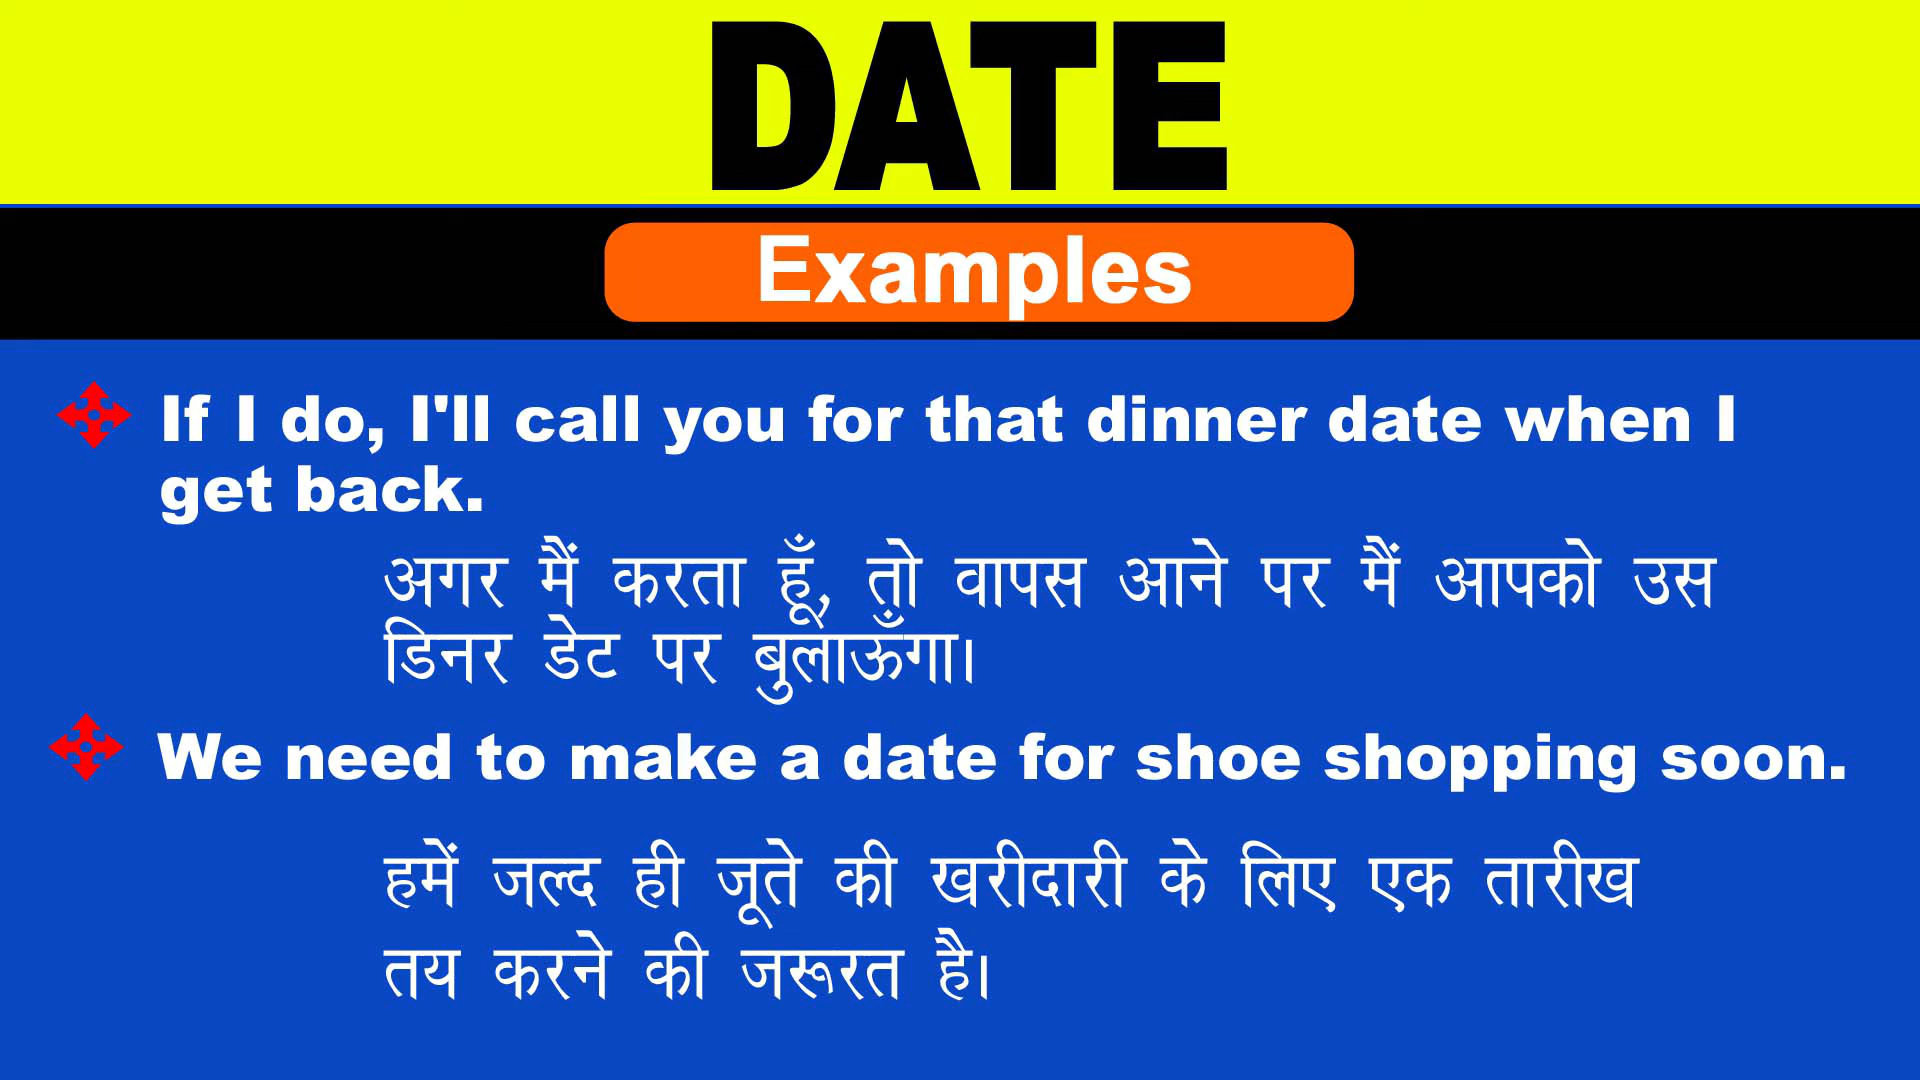 DATE
Examples
If I do, I'll call you for that dinner date when I
get back.
अगर मैं करता हूँ, तो वापस आने पर मैं आपको उस
डिनर डेट पर बुलाऊँगा।
We need to make a date for shoe shopping soon.
हमें जल्द ही जूते की खरीदारी के लिए एक तारीख
तय करने की जरूरत है।